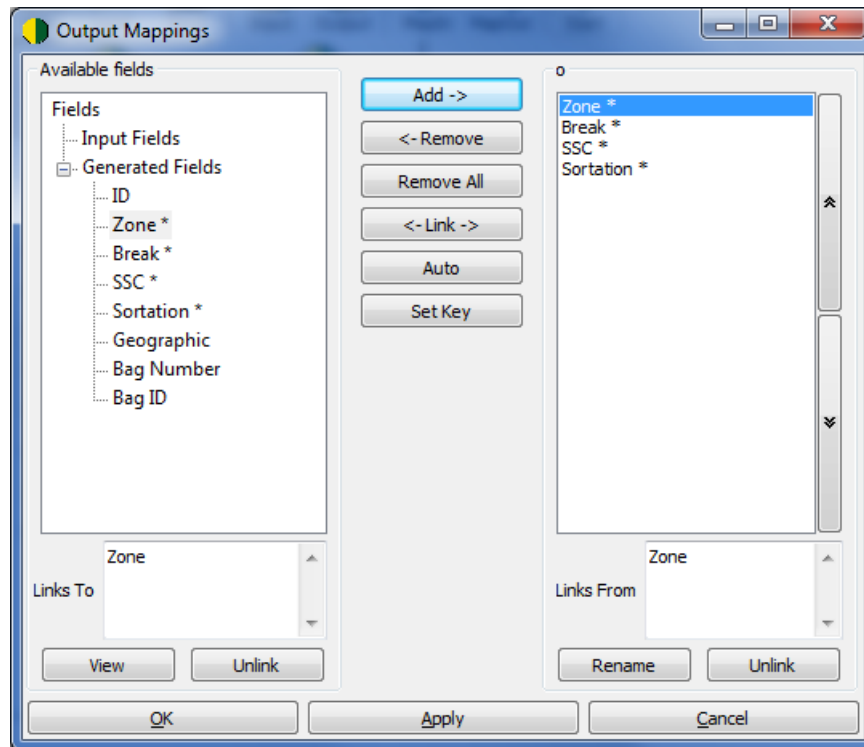 Output Mappings
Available fields
Fields
Input Fields
Generated Fields
ID
Zone *
Break *
SSC *
Sortation *
Geographic
Bag Number
Bag ID
Links To
Zone
View
Unlink
Add ->
<- Remove
Remove All
<- Link ->
Auto
Set Key
o
Zone *
Break *
SSC *
Sortation *
Links From
Zone
Rename
Unlink
OK
Apply
Cancel